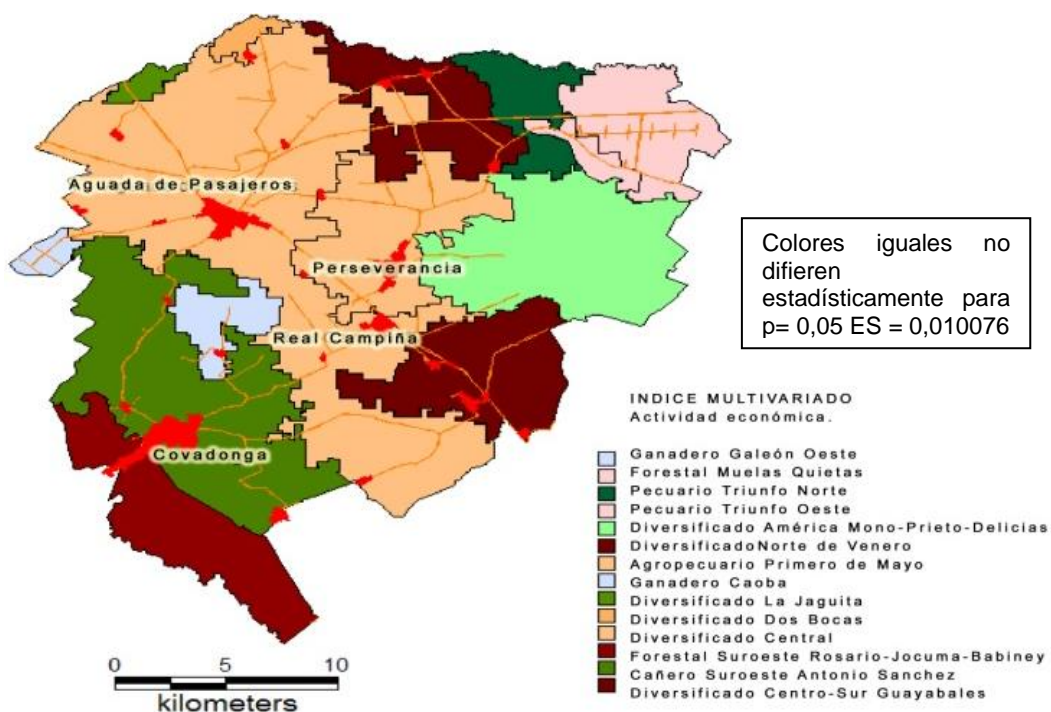 Aguada de Pasajeros
Perseverancia
Real Campiña
Covadonga
0 5 10
kilometers
Colores iguales no
difieren
estadísticamente para
p= 0,05 ES = 0,010076
INDICE MULTIVARIADO
Actividad económica.
Ganadero Galeón Oeste
Forestal Muelas Quietas
Pecuario Triunfo Norte
Pecuario Triunfo Oeste
Diversificado América Mono-Prieto-Delicias
DiversificadoNorte de Venero
Agropecuario Primero de Mayo
Ganadero Caoba
Diversificado La Jaguita
Diversificado Dos Bocas
Diversificado Central
Forestal Suroeste Rosario-Jocuma-Babiney
Cañero Suroeste Antonio Sanchez
Diversificado Centro-Sur Guayabales